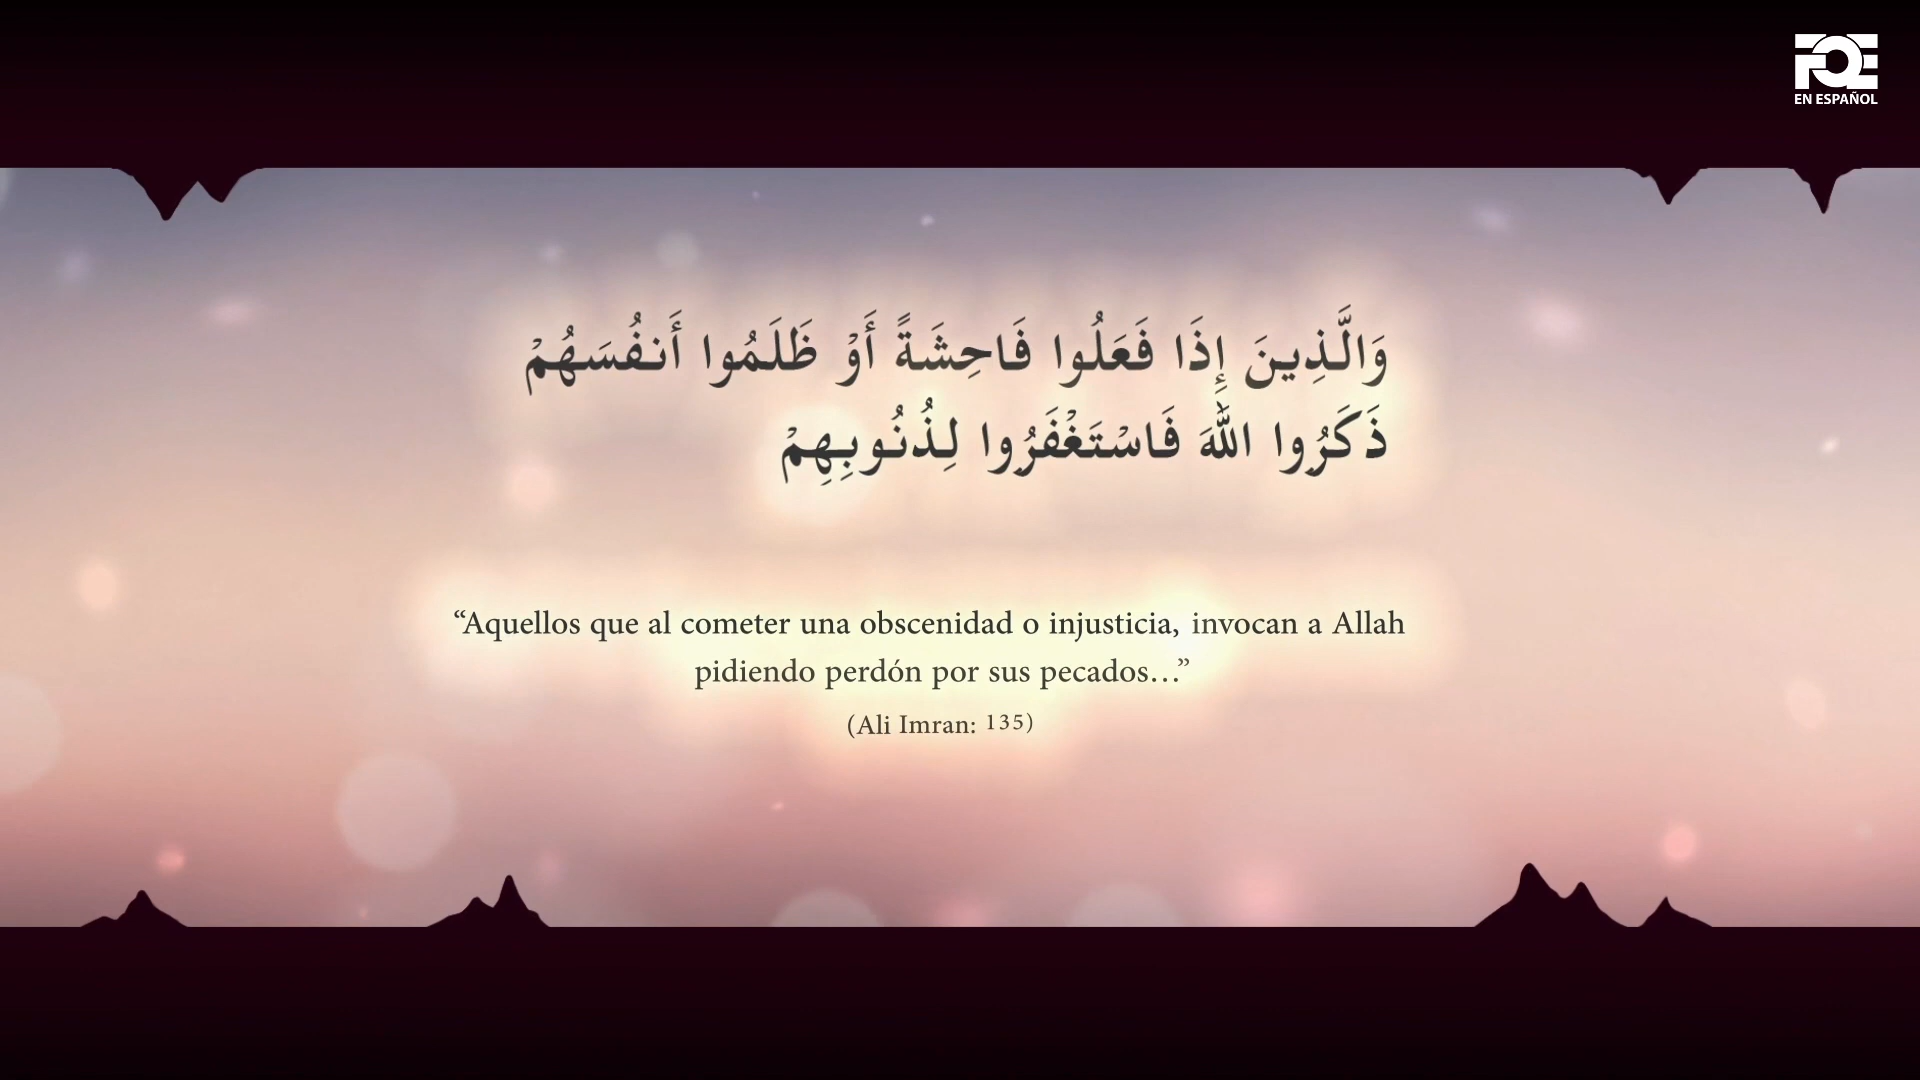 FQE
EN ESPAÑOL
وَالَّذِينَ إِذَا فَعَلُوا فَاحِشَةً أَوْ ظَلَمُوا أَنفُسَهُمْ
ذَكَرُوا اللَّهَ فَاسْتَغْفَرُوا لِذُنُوبِهِمْ
“Aquellos que al cometer una obscenidad o injusticia, invocan a Allah
pidiendo perdón por sus pecados…”
(Ali Imran: 135)